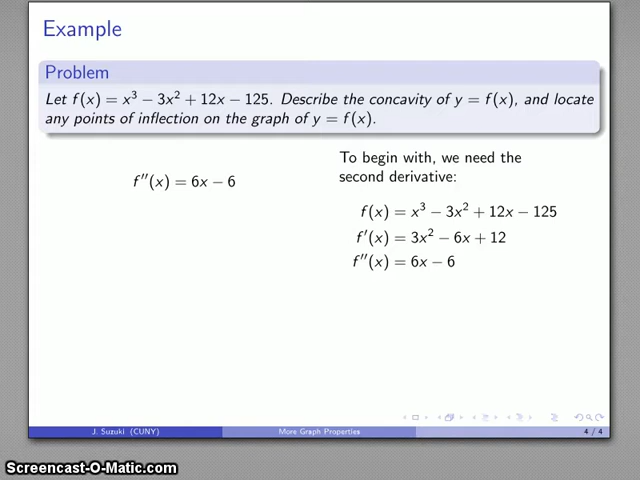 Example
Problem
Let f(x) = x³ − 3x² + 12x − 125. Describe the concavity of y = f(x), and locate
any points of inflection on the graph of y = f(x).
f″(x) = 6x − 6
To begin with, we need the
second derivative:
f(x) = x³ − 3x² + 12x − 125
f′(x) = 3x² − 6x + 12
f″(x) = 6x − 6
J. Suzuki (CUNY) More Graph Properties 4 / 4
Screencast-O-Matic.com